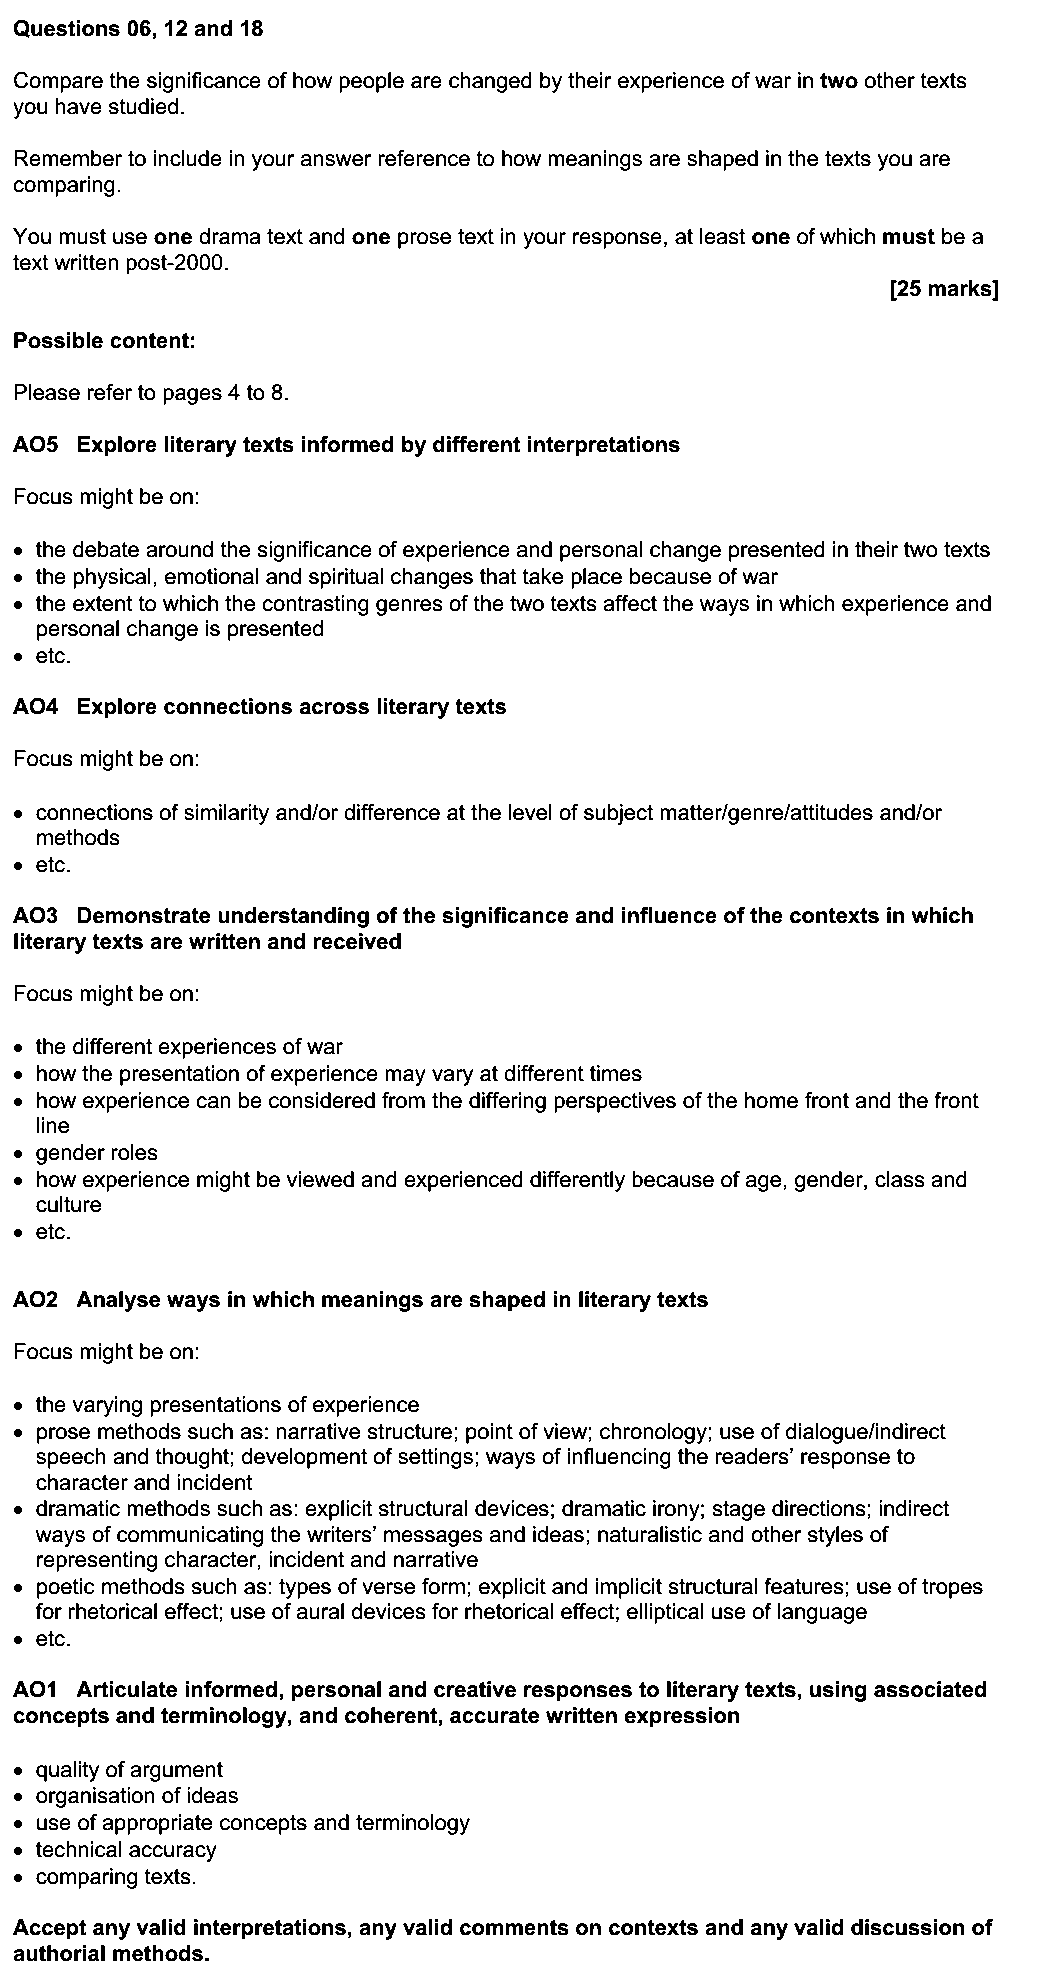 Questions 06, 12 and 18
Compare the significance of how people are changed by their experience of war in two other texts
you have studied.
Remember to include in your answer reference to how meanings are shaped in the texts you are
comparing.
You must use one drama text and one prose text in your response, at least one of which must be a
text written post-2000.
[25 marks]
Possible content:
Please refer to pages 4 to 8.
AO5 Explore literary texts informed by different interpretations
Focus might be on:
• the debate around the significance of experience and personal change presented in their two texts
• the physical, emotional and spiritual changes that take place because of war
• the extent to which the contrasting genres of the two texts affect the ways in which experience and
personal change is presented
• etc.
AO4 Explore connections across literary texts
Focus might be on:
• connections of similarity and/or difference at the level of subject matter/genre/attitudes and/or
methods
• etc.
AO3 Demonstrate understanding of the significance and influence of the contexts in which
literary texts are written and received
Focus might be on:
• the different experiences of war
• how the presentation of experience may vary at different times
• how experience can be considered from the differing perspectives of the home front and the front
line
• gender roles
• how experience might be viewed and experienced differently because of age, gender, class and
culture
• etc.
AO2 Analyse ways in which meanings are shaped in literary texts
Focus might be on:
• the varying presentations of experience
• prose methods such as: narrative structure; point of view; chronology; use of dialogue/indirect
speech and thought; development of settings; ways of influencing the readers' response to
character and incident
• dramatic methods such as: explicit structural devices; dramatic irony; stage directions; indirect
ways of communicating the writers' messages and ideas; naturalistic and other styles of
representing character, incident and narrative
• poetic methods such as: types of verse form; explicit and implicit structural features; use of tropes
for rhetorical effect; use of aural devices for rhetorical effect; elliptical use of language
• etc.
AO1 Articulate informed, personal and creative responses to literary texts, using associated
concepts and terminology, and coherent, accurate written expression
• quality of argument
• organisation of ideas
• use of appropriate concepts and terminology
• technical accuracy
• comparing texts.
Accept any valid interpretations, any valid comments on contexts and any valid discussion of
authorial methods.